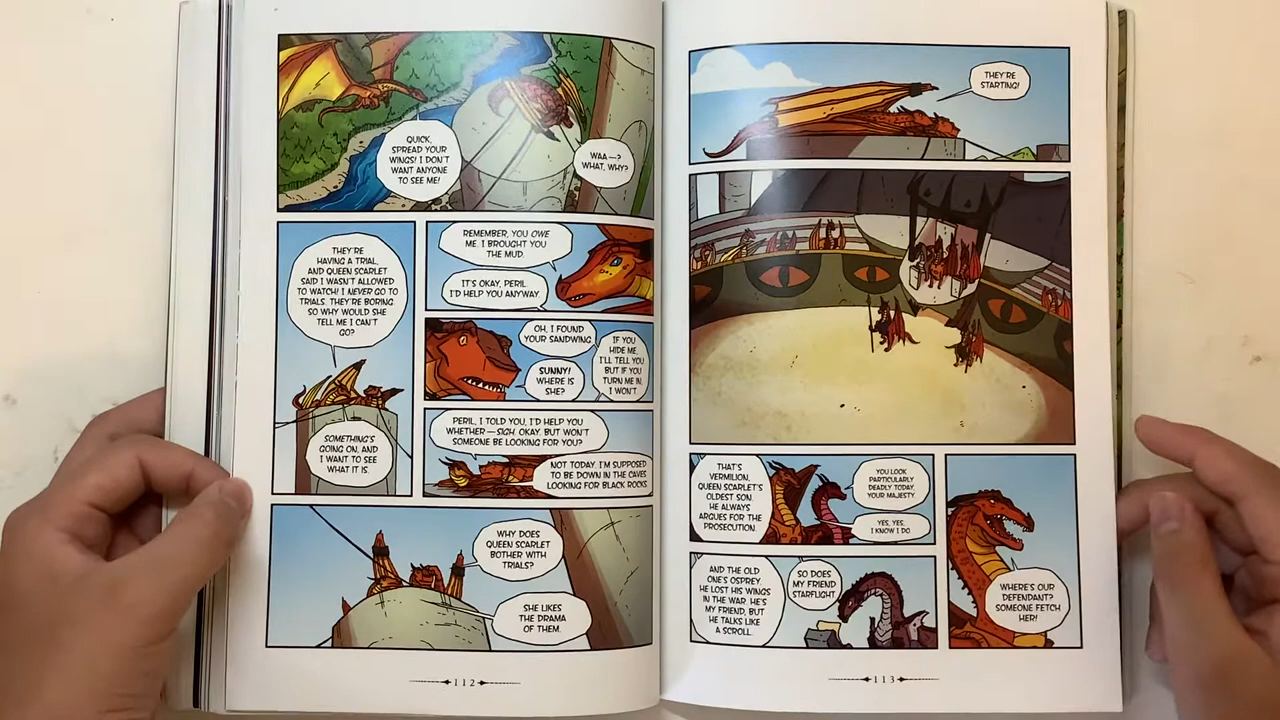 QUICK,
SPREAD YOUR
WINGS! I DON'T
WANT ANYONE
TO SEE ME!
WAA—?
WHAT, WHY?
THEY'RE
HAVING A TRIAL,
AND QUEEN SCARLET
SAID I WASN'T ALLOWED
TO WATCH! I NEVER GO TO
TRIALS. THEY'RE BORING.
SO WHY WOULD SHE
TELL ME I CAN'T
GO?
SOMETHING'S
GOING ON, AND
I WANT TO SEE
WHAT IT IS.
REMEMBER, YOU OWE
ME. I BROUGHT YOU
THE MUD.
IT'S OKAY, PERIL.
I'D HELP YOU ANYWAY.
OH, I FOUND
YOUR SANDWING.
SUNNY!
WHERE IS
SHE?
IF YOU
HIDE ME,
I'LL TELL YOU.
BUT IF YOU
TURN ME IN,
I WON'T
PERIL, I TOLD YOU, I'D HELP YOU
WHETHER—SIGH. OKAY. BUT WON'T
SOMEONE BE LOOKING FOR YOU?
NOT TODAY. I'M SUPPOSED
TO BE DOWN IN THE CAVES
LOOKING FOR BLACK ROCKS
WHY DOES
QUEEN SCARLET
BOTHER WITH
TRIALS?
SHE LIKES
THE DRAMA
OF THEM.
112
THEY'RE
STARTING!
THAT'S
VERMILION,
QUEEN SCARLET'S
OLDEST SON.
HE ALWAYS
ARGUES FOR THE
PROSECUTION.
YOU LOOK
PARTICULARLY
DEADLY TODAY,
YOUR MAJESTY.
YES, YES,
I KNOW I DO
AND THE OLD
ONE'S OSPREY.
HE LOST HIS WINGS
IN THE WAR. HE'S
MY FRIEND, BUT
HE TALKS LIKE
A SCROLL.
SO DOES
MY FRIEND
STARFLIGHT.
WHERE'S OUR
DEFENDANT?
SOMEONE FETCH
HER!
113